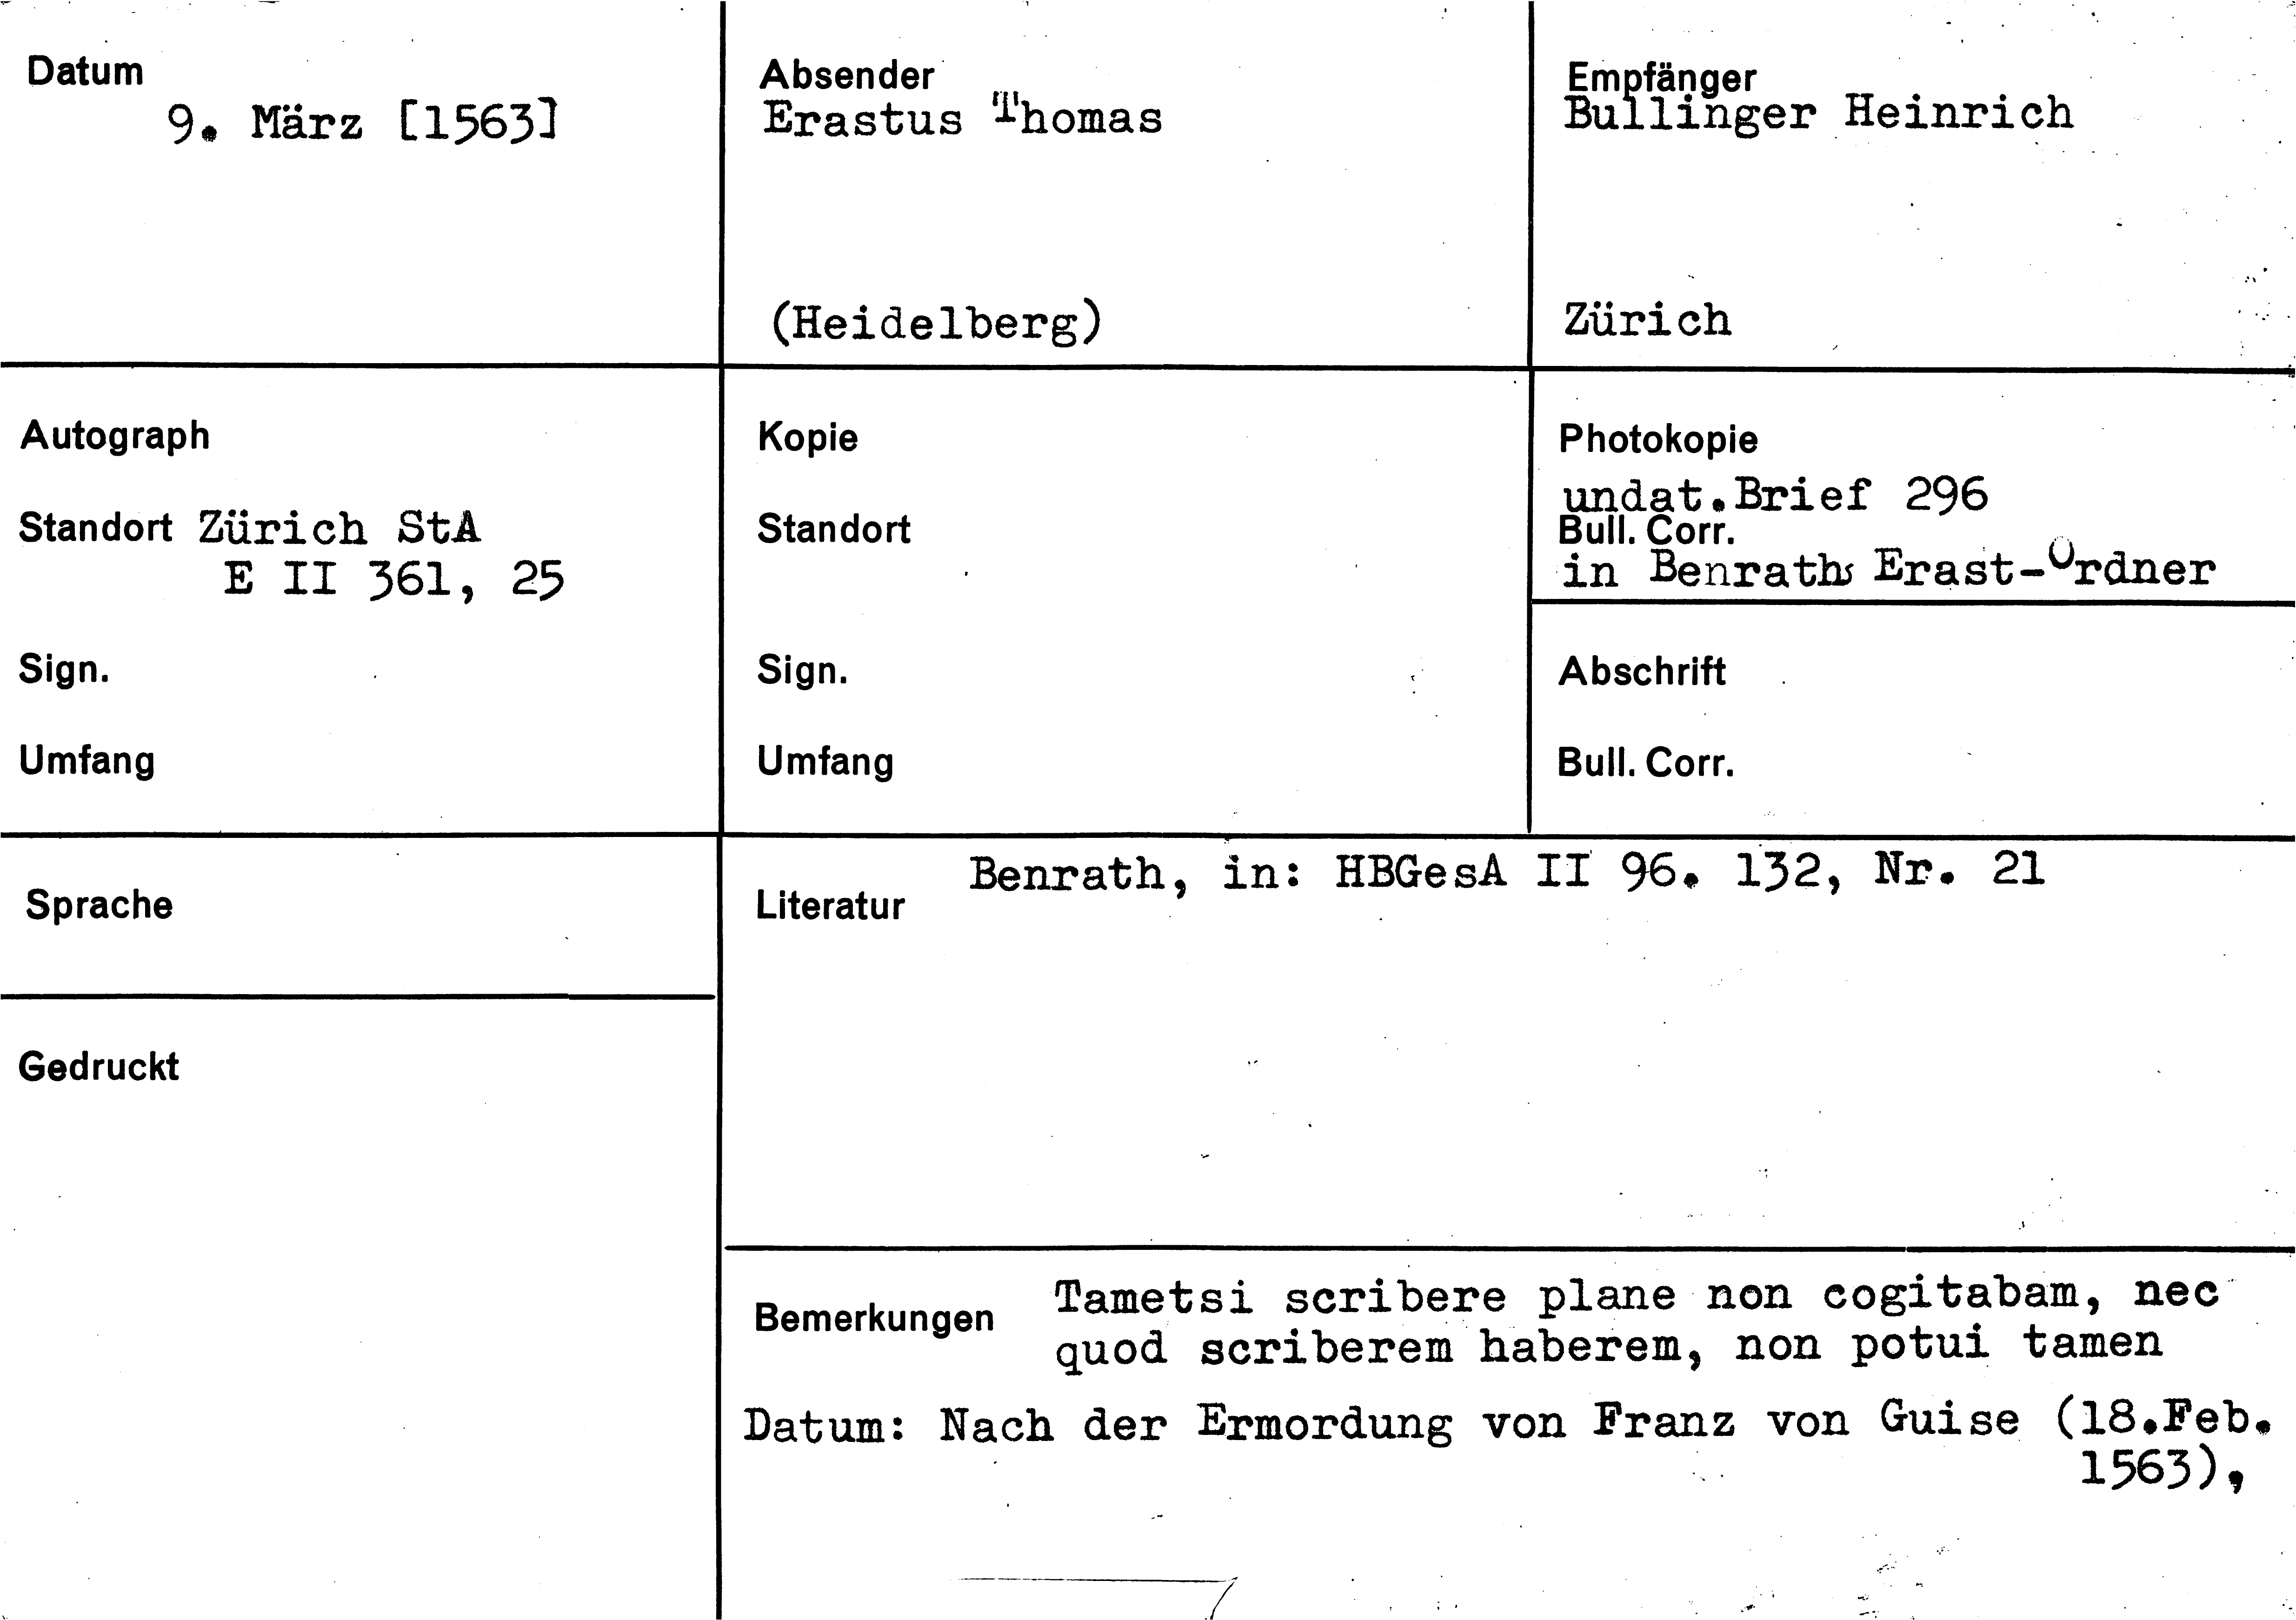 Datum
9. März [1563]
Absender
Erastus Thomas
(Heidelberg)
Empfänger
Bullinger Heinrich
Zürich
Autograph
Standort Zürich StA
E II 361, 25
Sign.
Umfang
Kopie
Standort
Sign.
Umfang
Photokopie
undat.Brief 296
Bull. Corr.
in Benraths Erast-Ordner
Abschrift
Bull. Corr.
Sprache
Gedruckt
Literatur Benrath, in: HBGesA II 96. 132, Nr. 21
Bemerkungen Tametsi scribere plane non cogitabam, nec
quod scriberem haberem, non potui tamen
Datum: Nach der Ermordung von Franz von Guise (18.Feb.
1563),